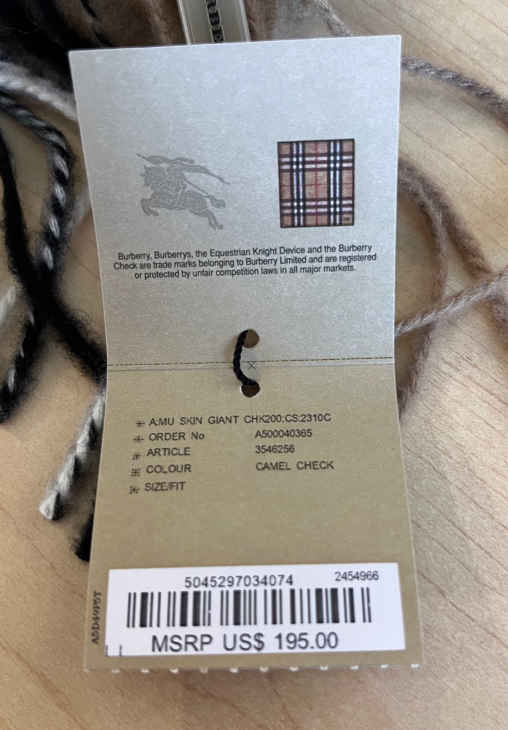 Burberry, Burberrys, the Equestrian Knight Device and the Burberry
Check are trade marks belonging to Burberry Limited and are registered
or protected by unfair competition laws in all major markets.
A:MU SKIN GIANT CHK200:CS:2310C
ORDER No A500040365
ARTICLE 3546256
COLOUR CAMEL CHECK
SIZE/FIT
5045297034074 2454966
MSRP US$ 195.00